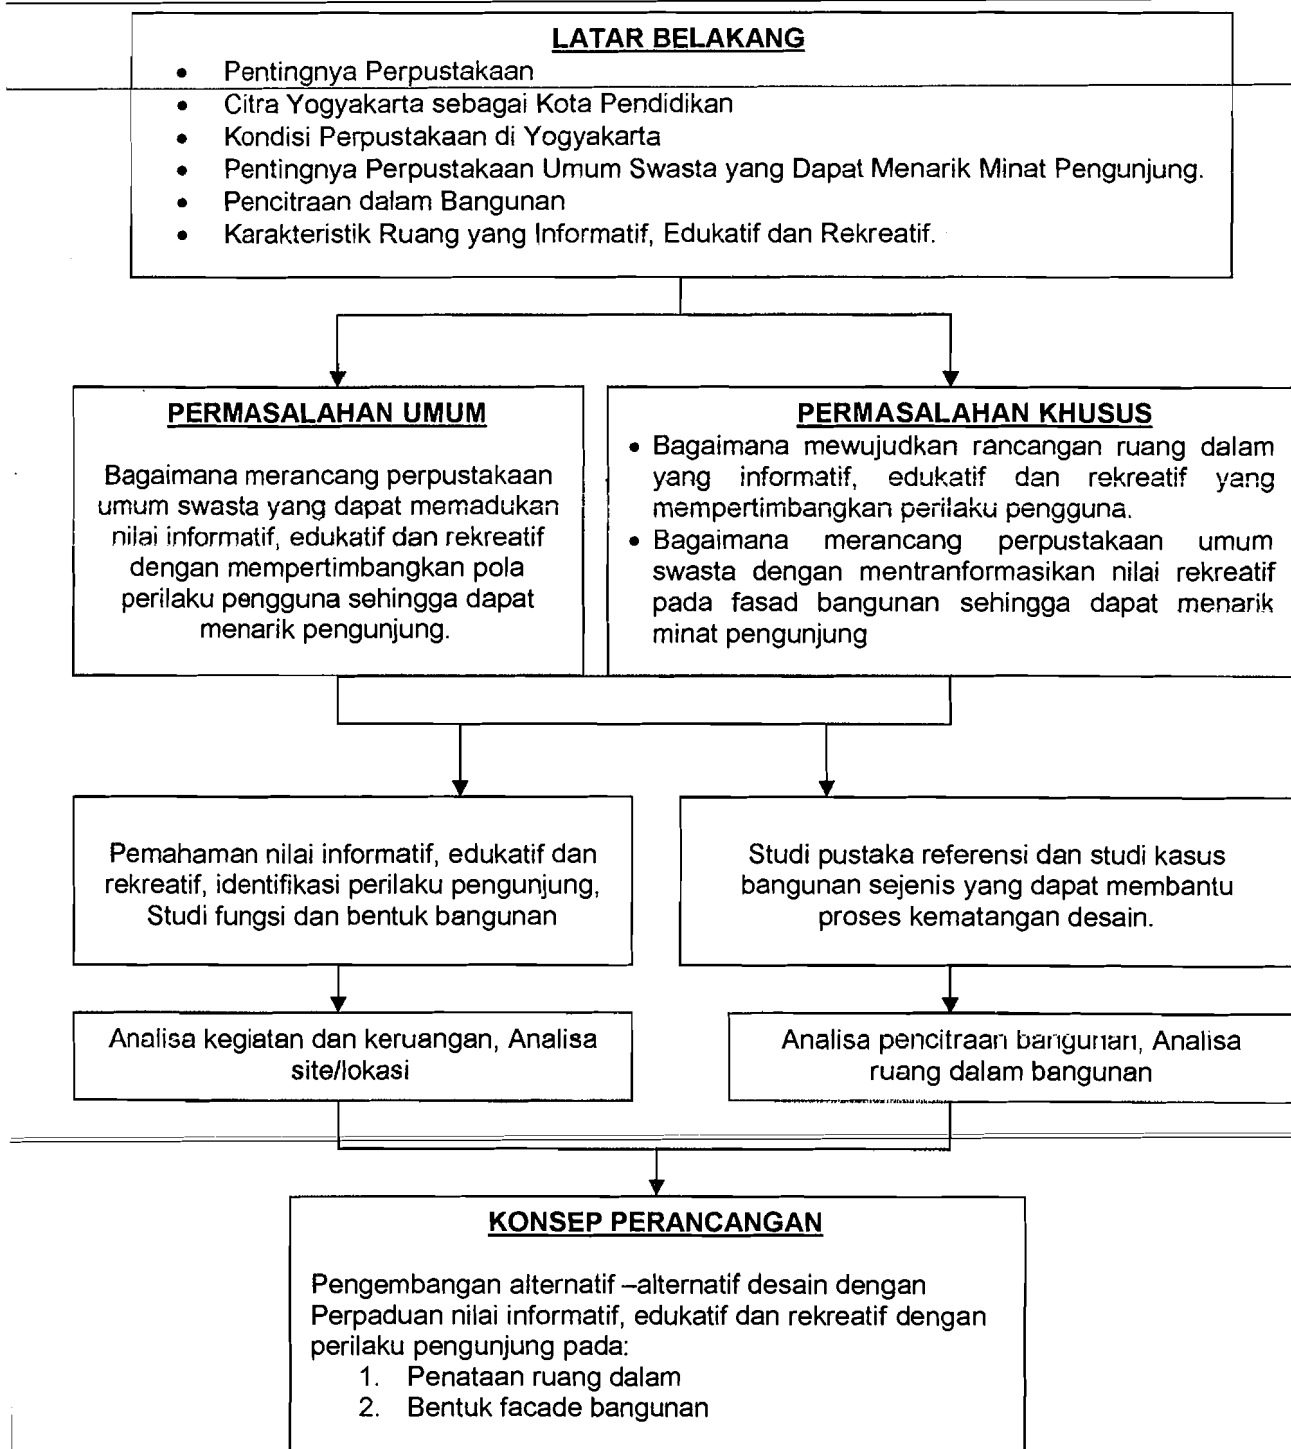 LATAR BELAKANG
• Pentingnya Perpustakaan
• Citra Yogyakarta sebagai Kota Pendidikan
• Kondisi Perpustakaan di Yogyakarta
• Pentingnya Perpustakaan Umum Swasta yang Dapat Menarik Minat Pengunjung.
• Pencitraan dalam Bangunan
• Karakteristik Ruang yang Informatif, Edukatif dan Rekreatif.
PERMASALAHAN UMUM
Bagaimana merancang perpustakaan
umum swasta yang dapat memadukan
nilai informatif, edukatif dan rekreatif
dengan mempertimbangkan pola
perilaku pengguna sehingga dapat
menarik pengunjung.
PERMASALAHAN KHUSUS
• Bagaimana mewujudkan rancangan ruang dalam
yang informatif, edukatif dan rekreatif yang
mempertimbangkan perilaku pengguna.
• Bagaimana merancang perpustakaan umum
swasta dengan mentranformasikan nilai rekreatif
pada fasad bangunan sehingga dapat menarik
minat pengunjung
Pemahaman nilai informatif, edukatif dan
rekreatif, identifikasi perilaku pengunjung,
Studi fungsi dan bentuk bangunan
Studi pustaka referensi dan studi kasus
bangunan sejenis yang dapat membantu
proses kematangan desain.
Analisa kegiatan dan keruangan, Analisa
site/lokasi
Analisa pencitraan bangunan, Analisa
ruang dalam bangunan
KONSEP PERANCANGAN
Pengembangan alternatif –alternatif desain dengan
Perpaduan nilai informatif, edukatif dan rekreatif dengan
perilaku pengunjung pada:
1. Penataan ruang dalam
2. Bentuk facade bangunan